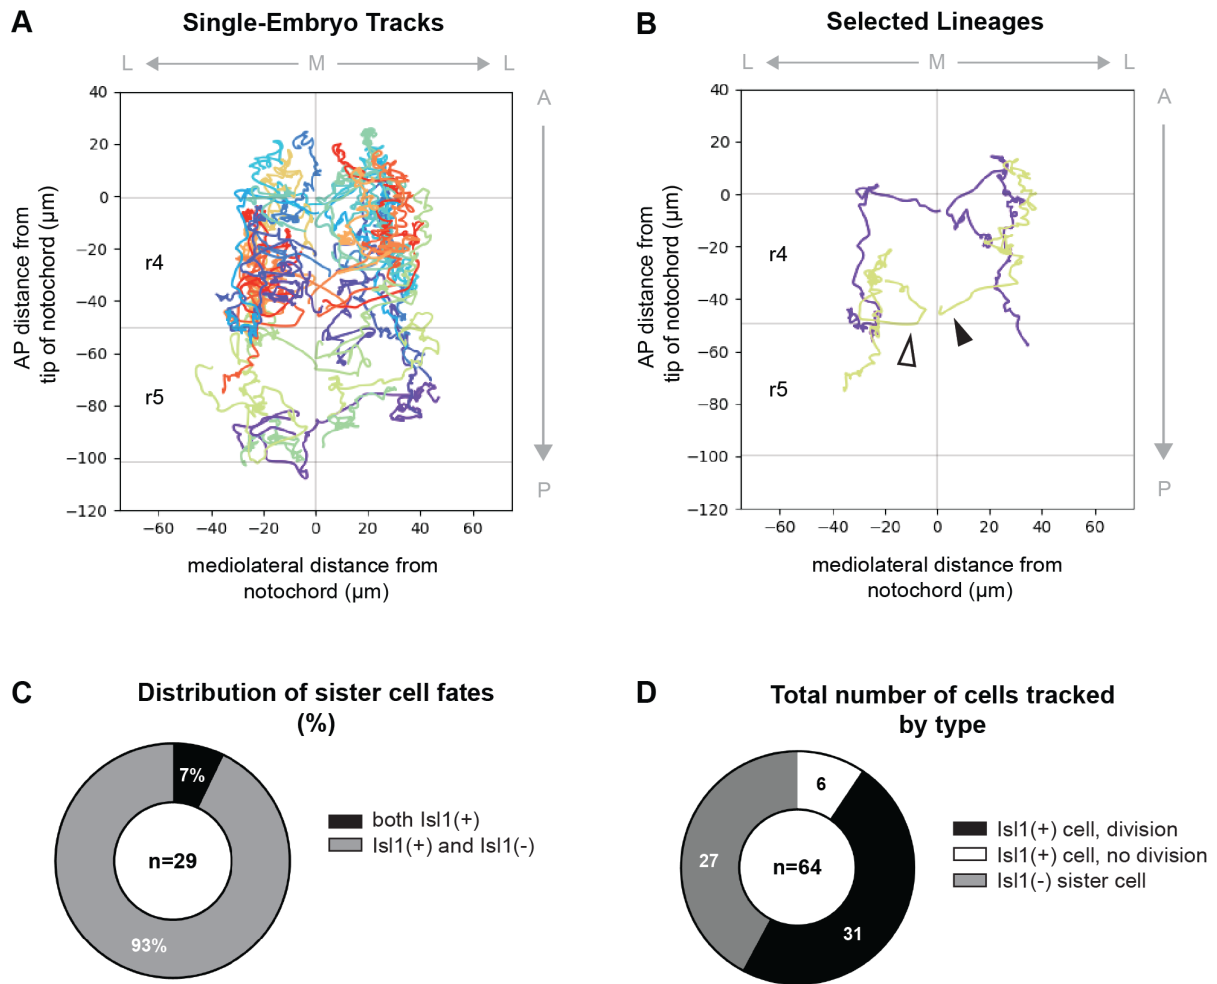 A
Single-Embryo Tracks
L
M
L
A
P
40
20
0
−20
−40
−60
−80
−100
−120
r4
r5
AP distance from
tip of notochord (µm)
−60
−40
−20
0
20
40
60
mediolateral distance from
notochord (µm)
B
Selected Lineages
L
M
L
A
P
40
20
0
−20
−40
−60
−80
−100
−120
r4
r5
AP distance from
tip of notochord (µm)
−60
−40
−20
0
20
40
60
mediolateral distance from
notochord (µm)
C
Distribution of sister cell fates
(%)
7%
n=29
93%
both Isl1(+)
Isl1(+) and Isl1(-)
D
Total number of cells tracked
by type
6
27
n=64
31
Isl1(+) cell, division
Isl1(+) cell, no division
Isl1(-) sister cell